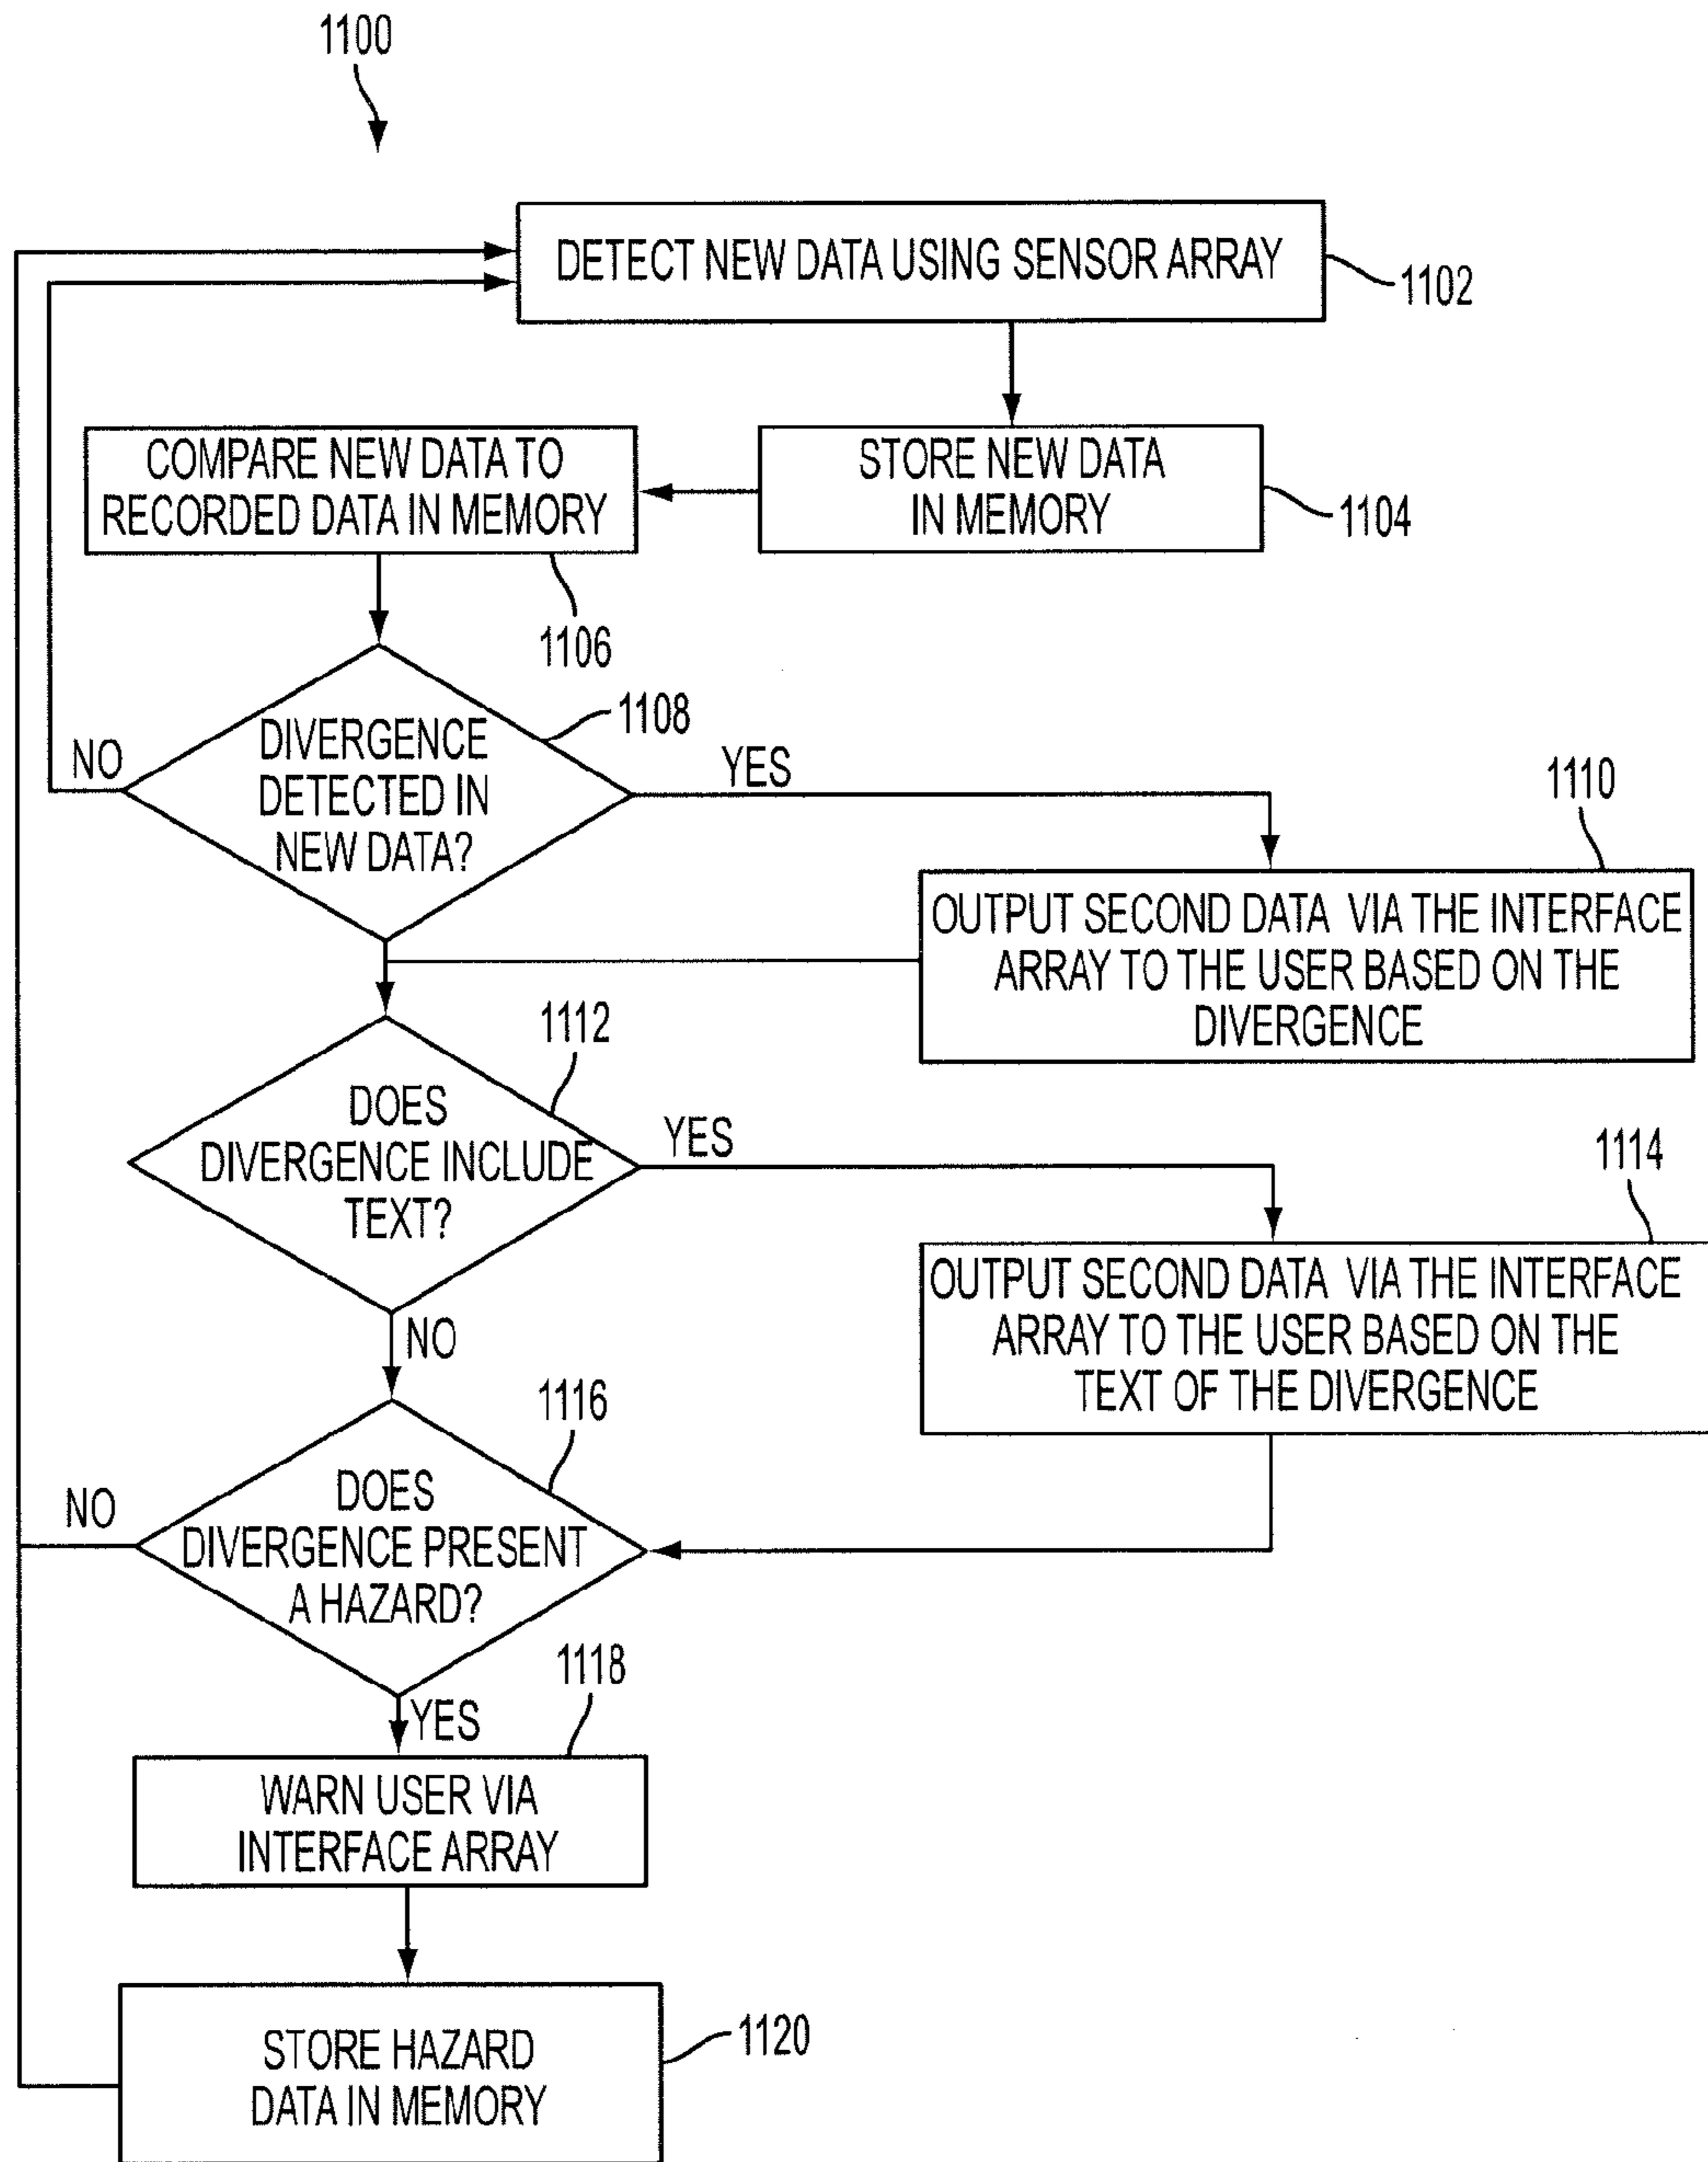 1100
DETECT NEW DATA USING SENSOR ARRAY
1102
COMPARE NEW DATA TO
RECORDED DATA IN MEMORY
STORE NEW DATA
IN MEMORY
1104
1106
DIVERGENCE
DETECTED IN
NEW DATA?
1108
NO
YES
1110
OUTPUT SECOND DATA VIA THE INTERFACE
ARRAY TO THE USER BASED ON THE
DIVERGENCE
1112
DOES
DIVERGENCE INCLUDE
TEXT?
YES
1114
OUTPUT SECOND DATA VIA THE INTERFACE
ARRAY TO THE USER BASED ON THE
TEXT OF THE DIVERGENCE
NO
1116
DOES
DIVERGENCE PRESENT
A HAZARD?
NO
YES
1118
WARN USER VIA
INTERFACE ARRAY
STORE HAZARD
DATA IN MEMORY
1120